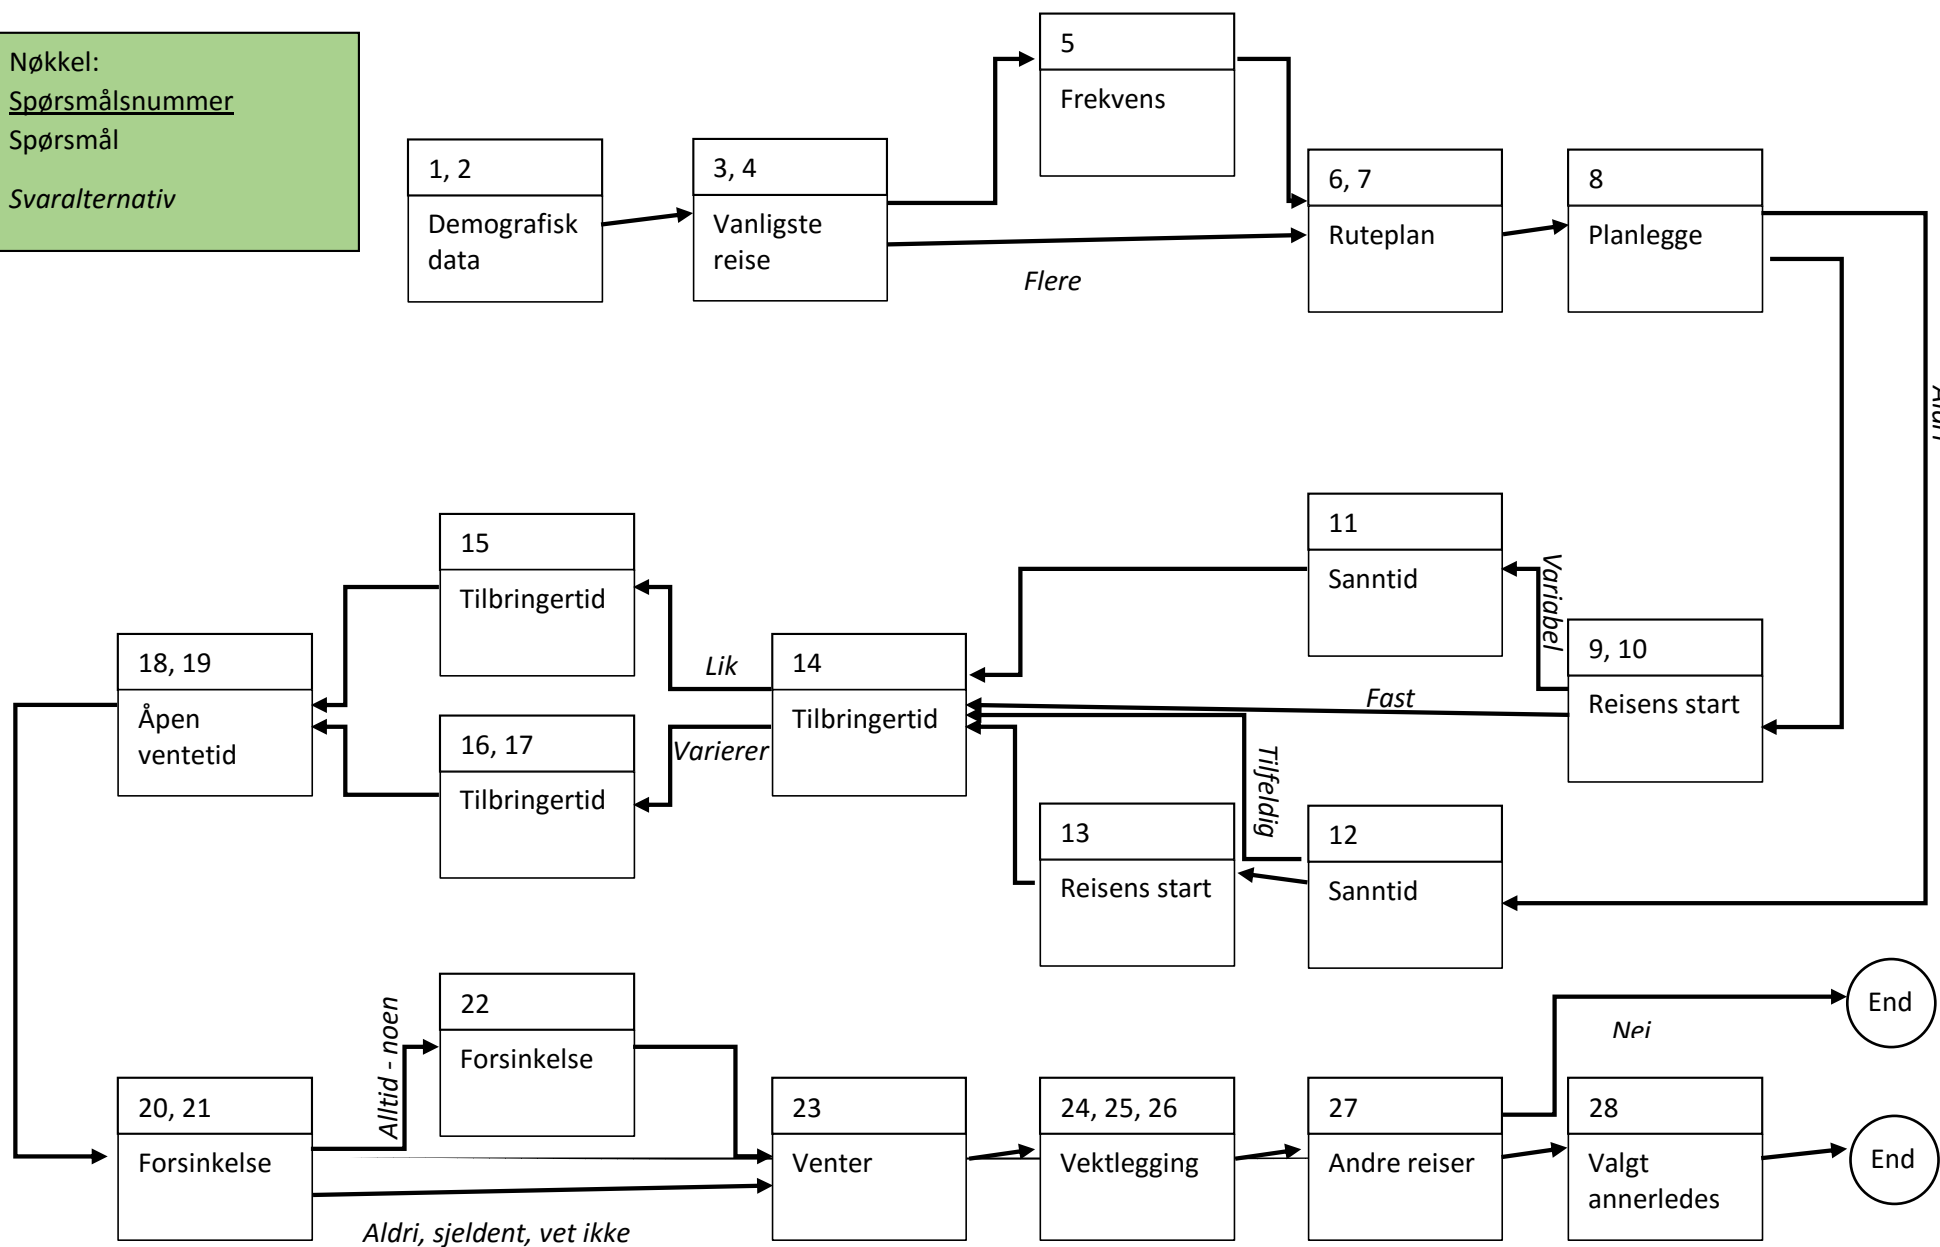 Nøkkel:
Spørsmålsnummer
Spørsmål
Svaralternativ
5
Frekvens
1, 2
Demografisk
data
3, 4
Vanligste
reise
Flere
6, 7
Ruteplan
8
Planlegge
11
Sanntid
Variabel
9, 10
Reisens start
Fast
15
Tilbringertid
Lik
14
Tilbringertid
18, 19
Åpen
ventetid
16, 17
Tilbringertid
Varierer
Tilfeldig
13
Reisens start
12
Sanntid
22
Forsinkelse
Alltid - noen
Nei
End
20, 21
Forsinkelse
23
Venter
24, 25, 26
Vektlegging
27
Andre reiser
28
Valgt
annerledes
End
Aldri, sjeldent, vet ikke